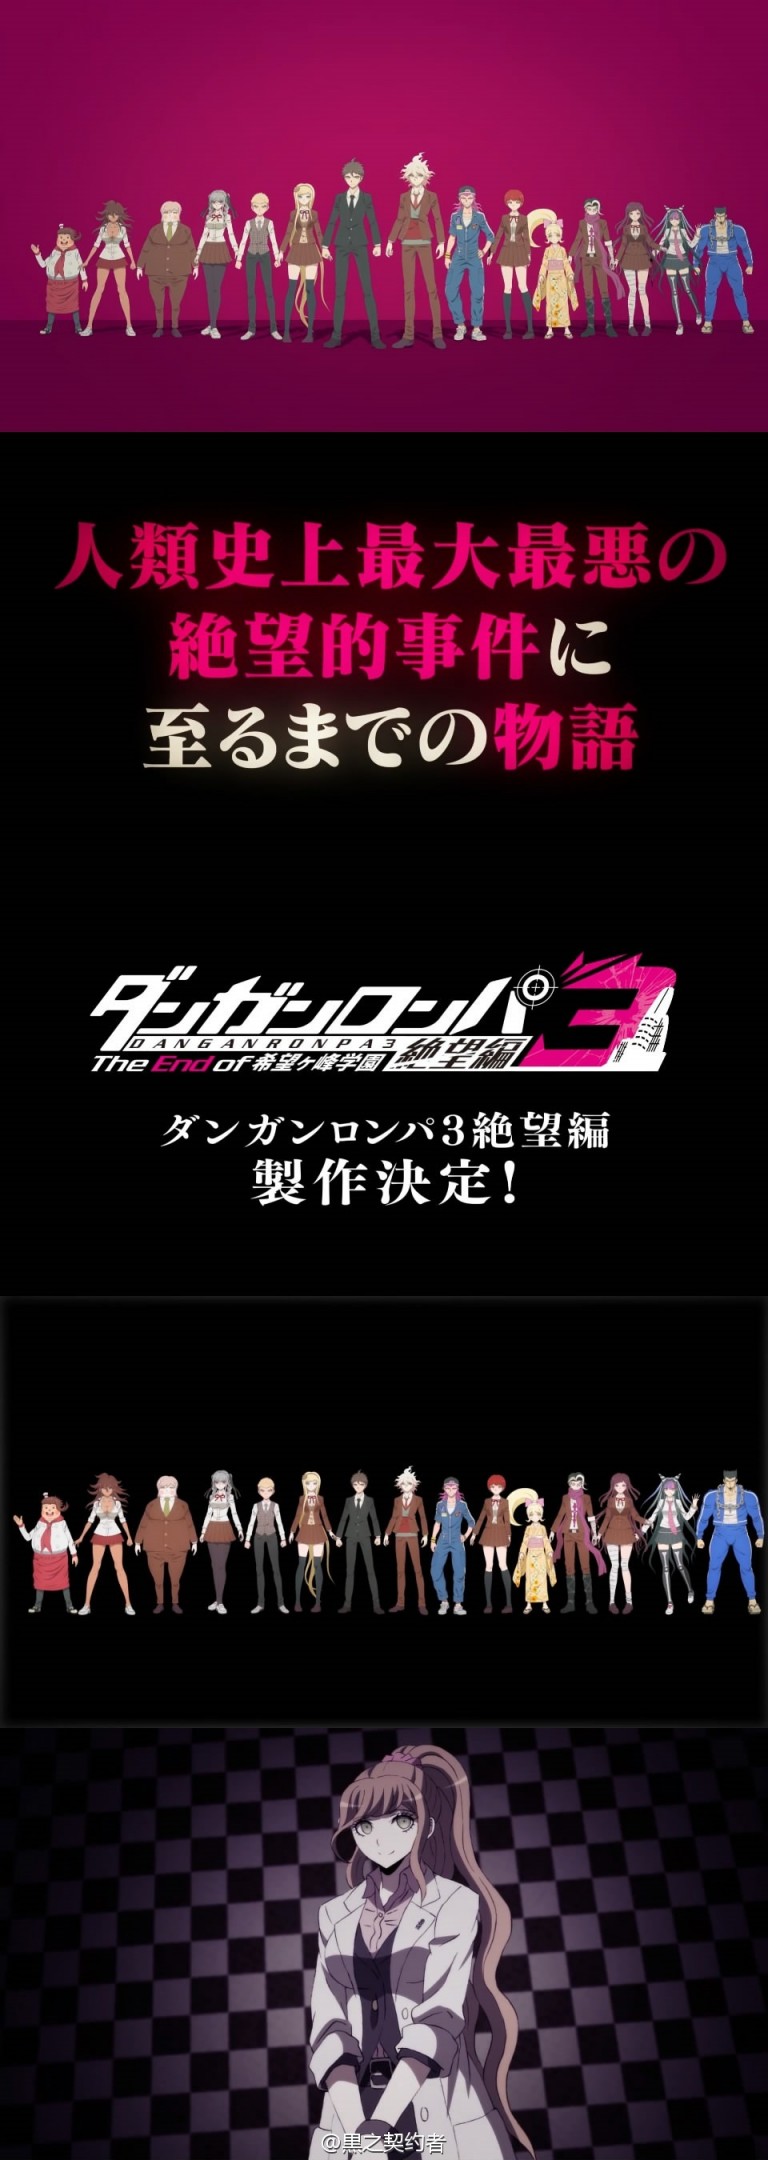 人類史上最大最悪の
絶望的事件に
至るまでの物語
ダンガンロンパ3
DANGANRONPA3
The End of 希望ヶ峰学園 絶望編
ダンガンロンパ3絶望編
製作決定!
@黒之契约者